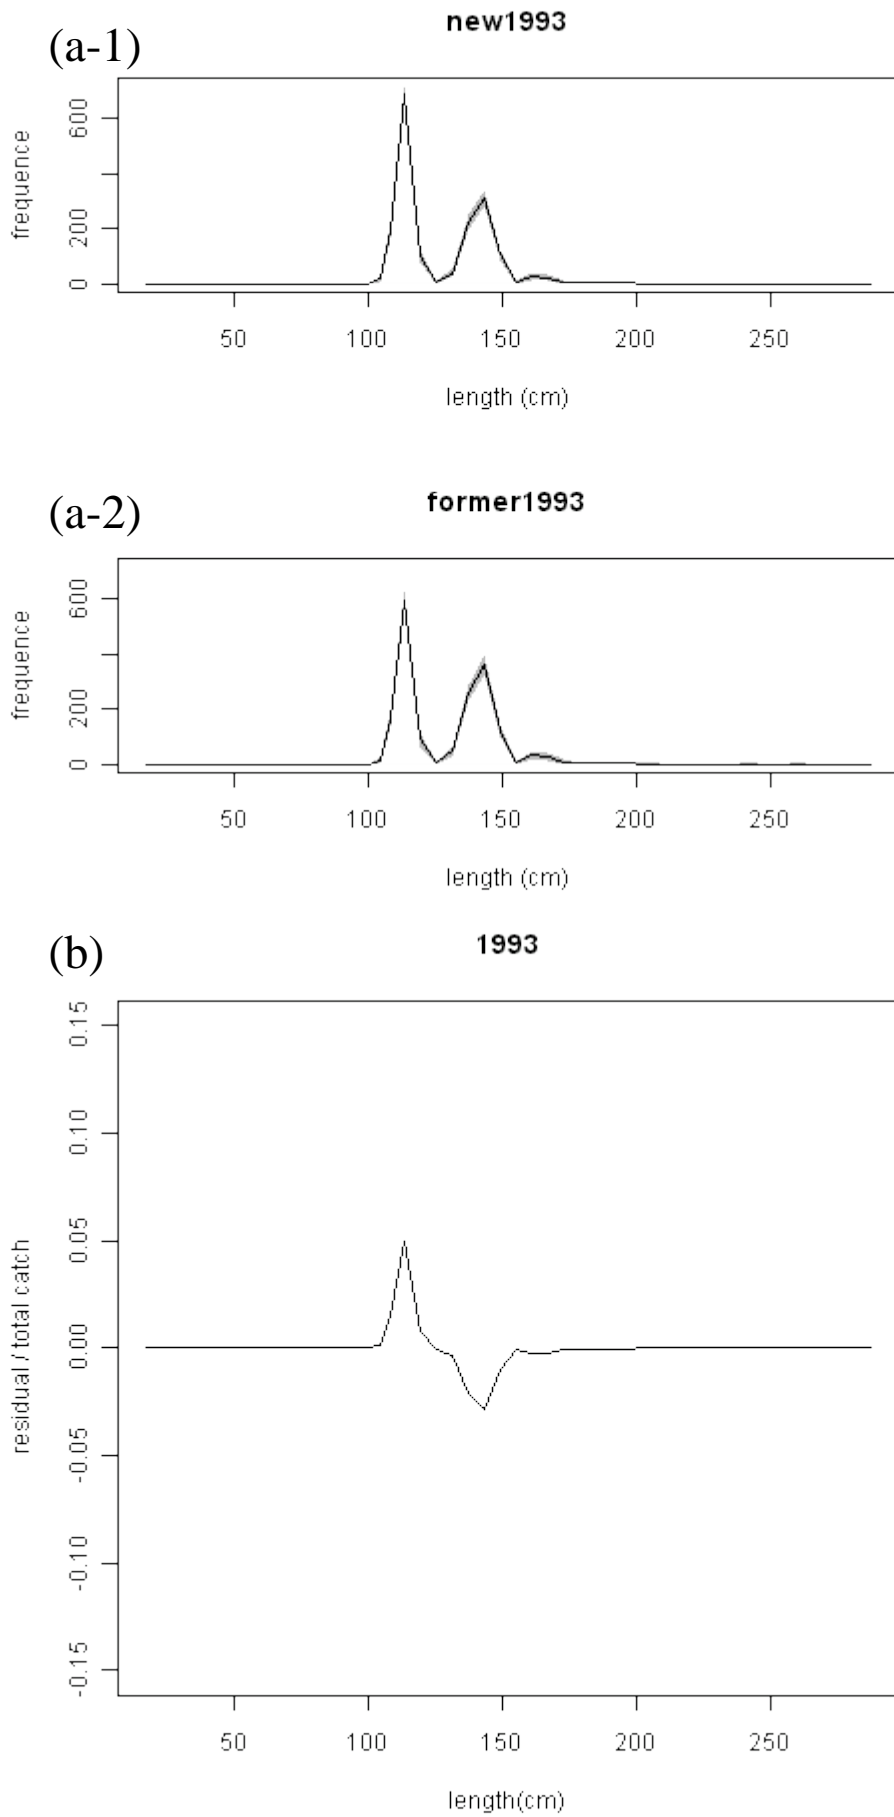 (a-1)
new1993
frequence
600
200
0
50 100 150 200 250
length (cm)
(a-2)
former1993
frequence
600
200
0
50 100 150 200 250
length (cm)
(b)
1993
residual / total catch
0.15
0.10
0.05
0.00
-0.05
-0.10
-0.15
50 100 150 200 250
length(cm)